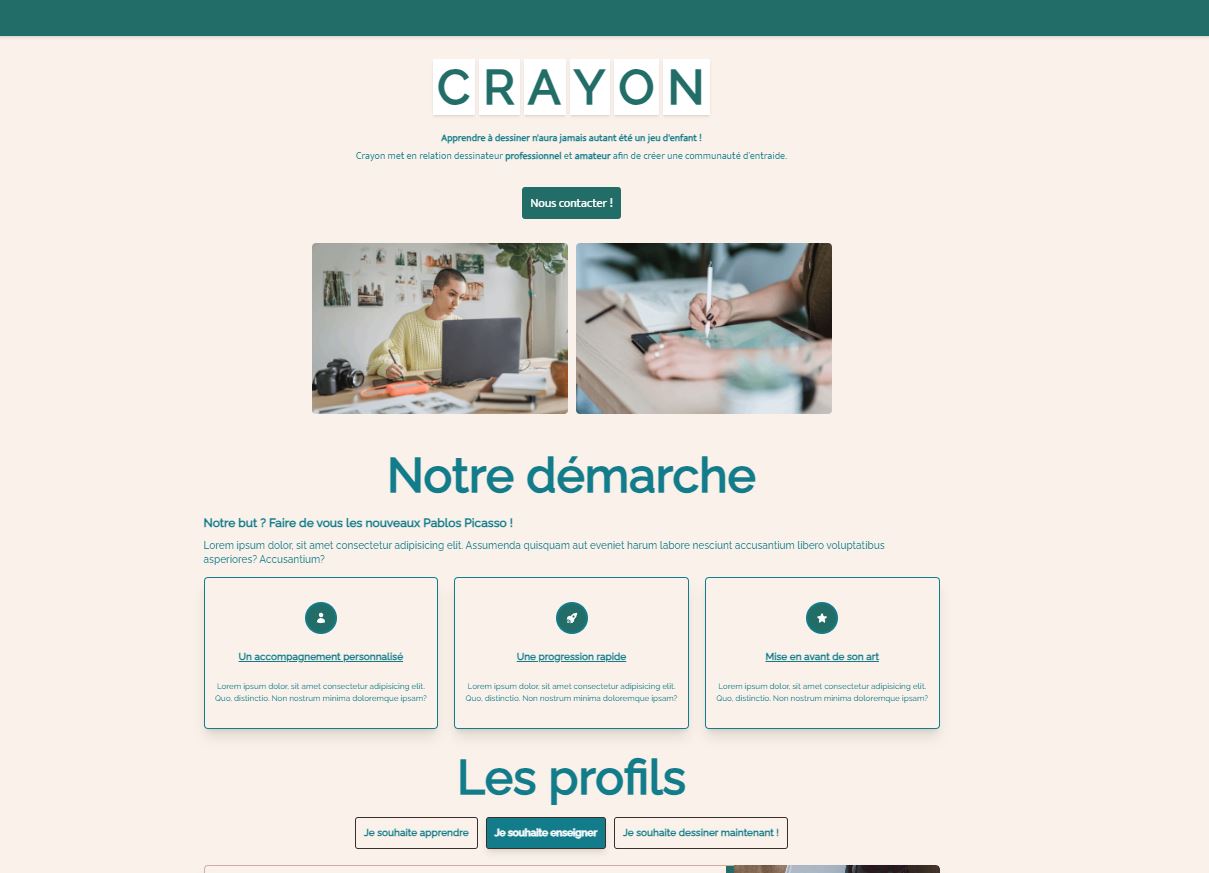 CRAYON
Apprendre à dessiner n'aura jamais autant été un jeu d'enfant !
Crayon met en relation dessinateur professionnel et amateur afin de créer une communauté d'entraide.
Nous contacter !
Notre démarche
Notre but ? Faire de vous les nouveaux Pablos Picasso !
Lorem ipsum dolor, sit amet consectetur adipisicing elit. Assumenda quisquam aut eveniet harum labore nesciunt accusantium libero voluptatibus
asperiores? Accusantium?
Un accompagnement personnalisé
Lorem ipsum dolor, sit amet consectetur adipisicing elit.
Quo, distinctio. Non nostrum minima doloremque ipsam?
Une progression rapide
Lorem ipsum dolor, sit amet consectetur adipisicing elit.
Quo, distinctio. Non nostrum minima doloremque ipsam?
Mise en avant de son art
Lorem ipsum dolor, sit amet consectetur adipisicing elit.
Quo, distinctio. Non nostrum minima doloremque ipsam?
Les profils
Je souhaite apprendre
Je souhaite enseigner
Je souhaite dessiner maintenant !